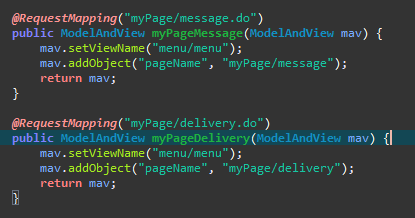 @RequestMapping("myPage/message.do")
public ModelAndView myPageMessage(ModelAndView mav) {
    mav.setViewName("menu/menu");
    mav.addObject("pageName", "myPage/message");
    return mav;
}

@RequestMapping("myPage/delivery.do")
public ModelAndView myPageDelivery(ModelAndView mav) {
    mav.setViewName("menu/menu");
    mav.addObject("pageName", "myPage/delivery");
    return mav;
}